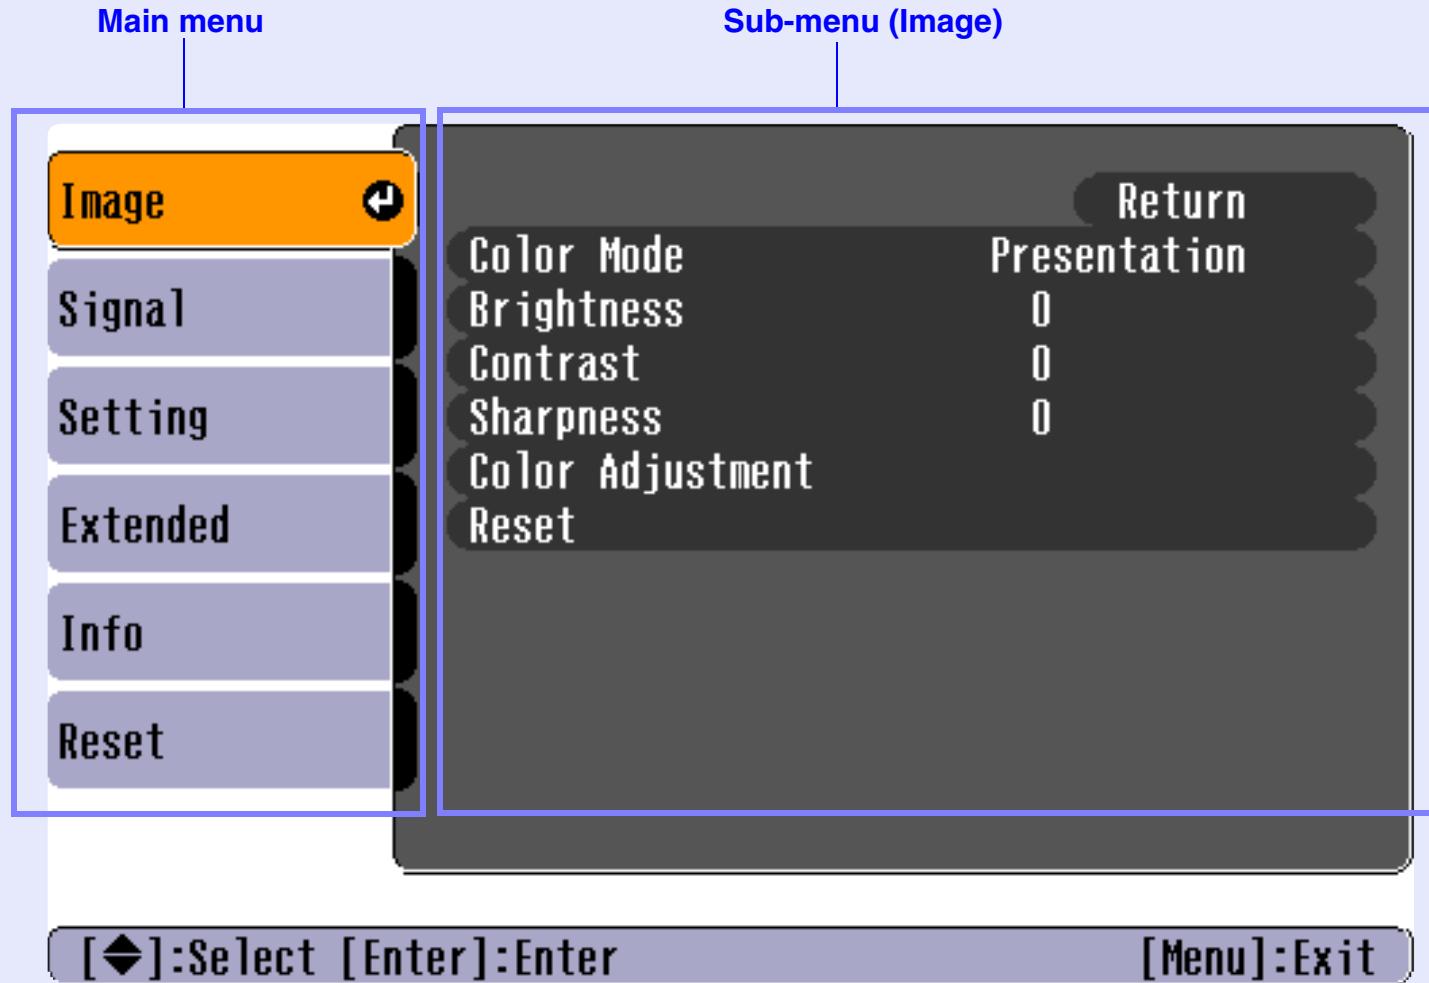 Main menu
Sub-menu (Image)
Image
Signal
Setting
Extended
Info
Reset
Return
Color Mode Presentation
Brightness 0
Contrast 0
Sharpness 0
Color Adjustment
Reset
[◆]:Select [Enter]:Enter [Menu]:Exit